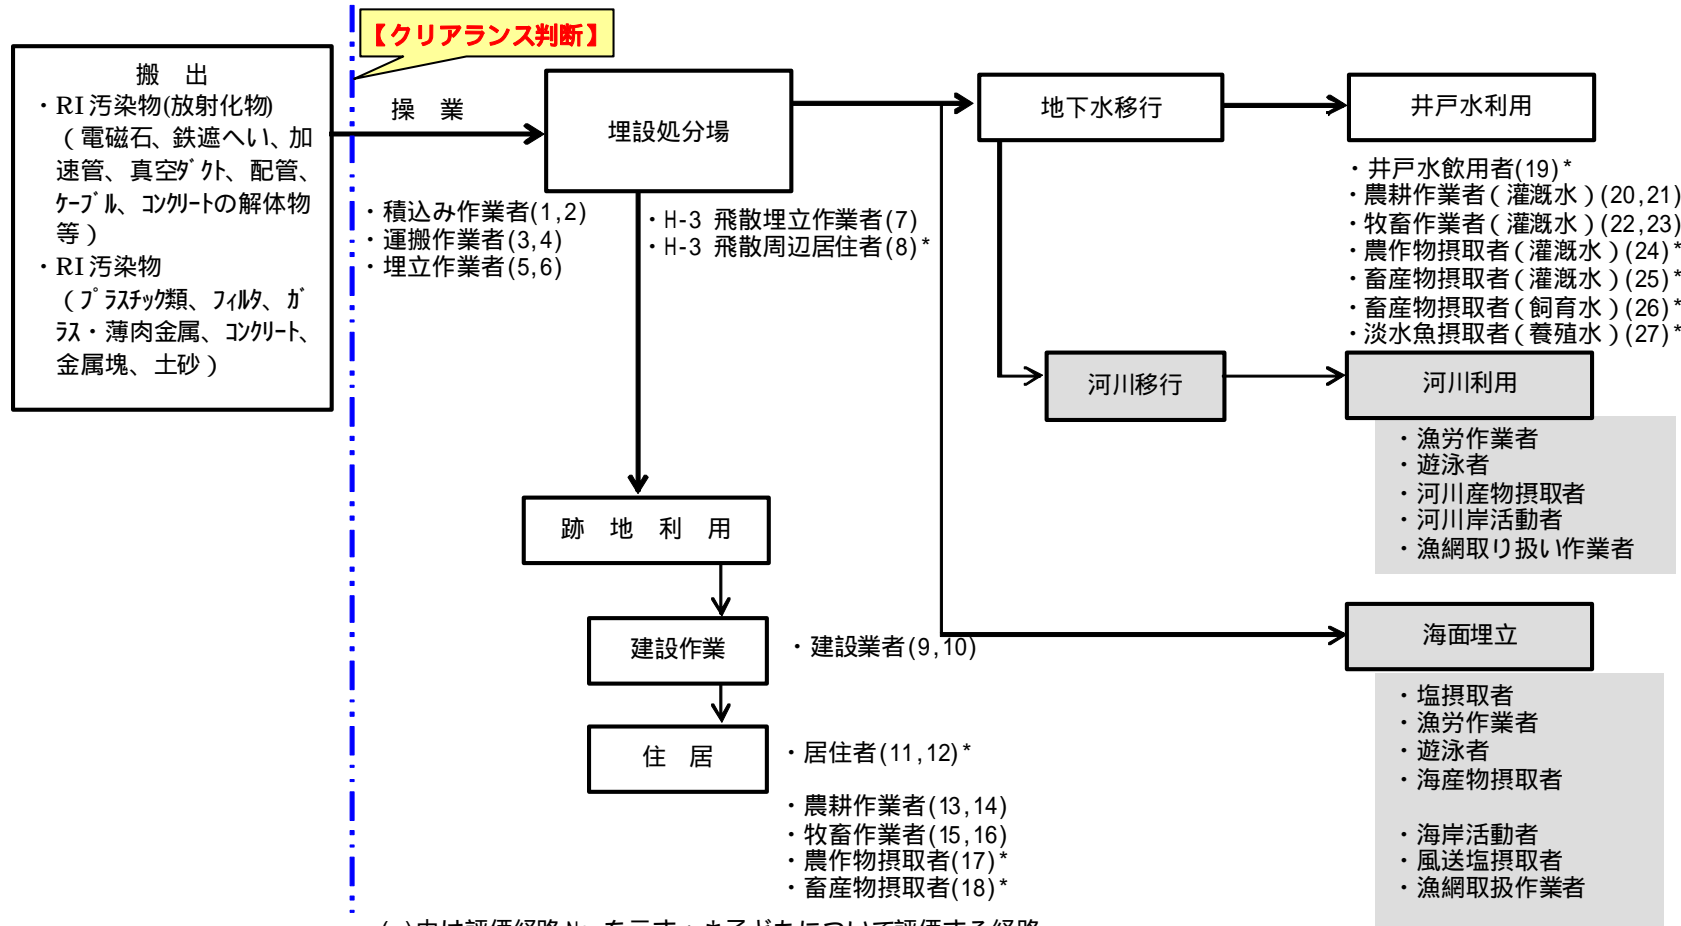 【クリアランス判断】
搬　出
・RI汚染物(放射化物)
（電磁石、鉄遮へい、加
速管、真空ダクト、配管、
ケーブル、コンクリートの解体物
等）
・RI汚染物
（プラスチック類、フィルタ、ガ
ラス・薄肉金属、コンクリート、
金属塊、土砂）
操　業
・積込み作業者(1,2)
・運搬作業者(3,4)
・埋立作業者(5,6)
埋設処分場
・H-3 飛散埋立作業者(7)
・H-3 飛散周辺居住者(8)*
跡　地　利　用
建設作業
・建設業者(9,10)
住　居
・居住者(11,12)*
・農耕作業者(13,14)
・牧畜作業者(15,16)
・農作物摂取者(17)*
・畜産物摂取者(18)*
地下水移行
井戸水利用
・井戸水飲用者(19)*
・農耕作業者（灌漑水）(20,21)
・牧畜作業者（灌漑水）(22,23)
・農作物摂取者（灌漑水）(24)*
・畜産物摂取者（灌漑水）(25)*
・畜産物摂取者（飼育水）(26)*
・淡水魚摂取者（養殖水）(27)*
河川移行
河川利用
・漁労作業者
・遊泳者
・河川産物摂取者
・河川岸活動者
・漁網取り扱い作業者
海面埋立
・塩摂取者
・漁労作業者
・遊泳者
・海産物摂取者
・海岸活動者
・風送塩摂取者
・漁網取扱作業者